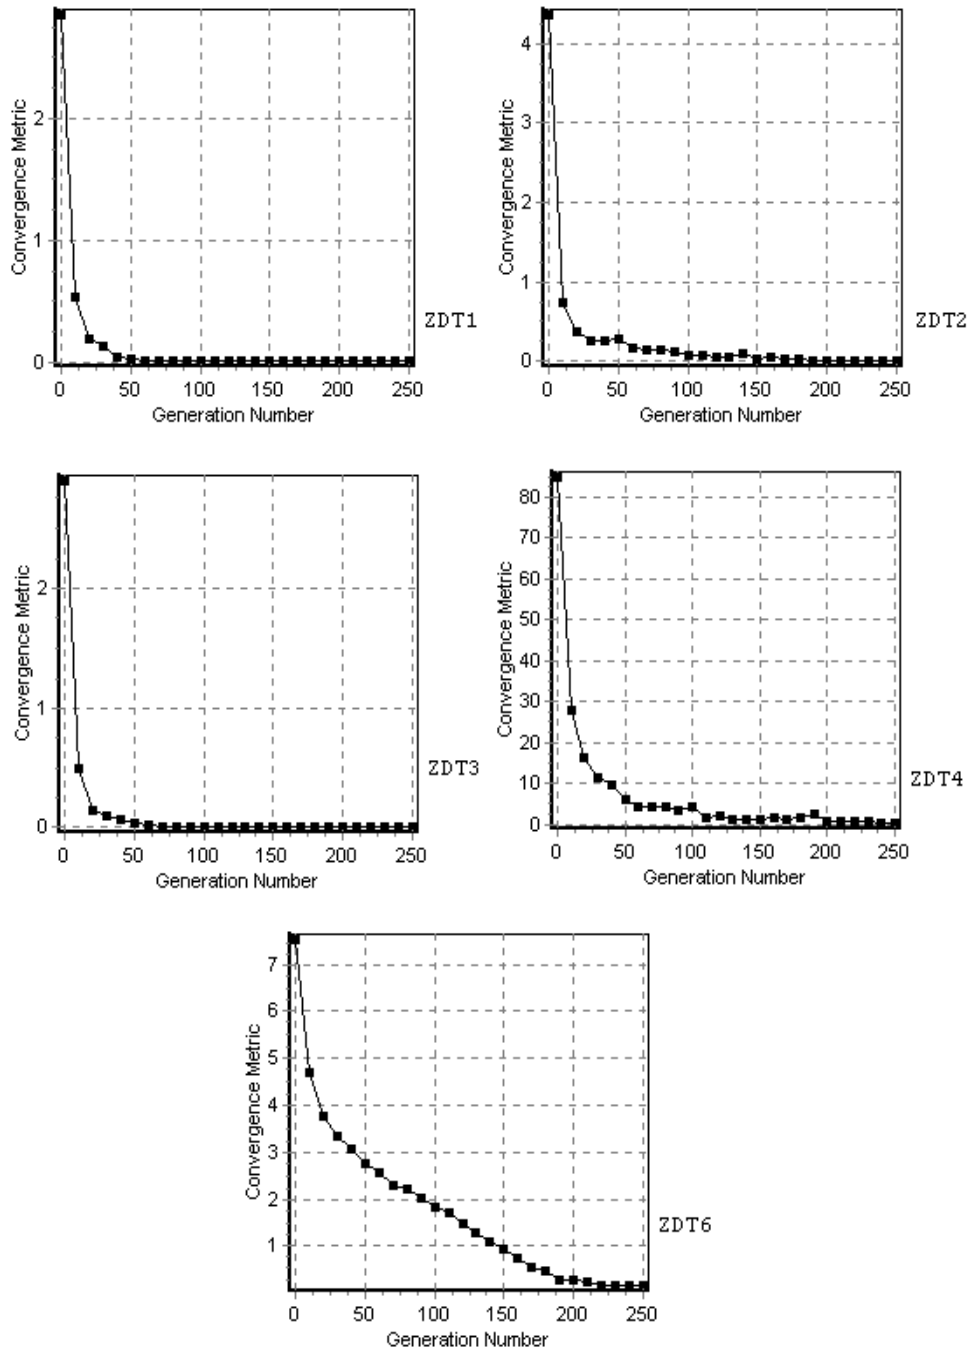 2
1
0
Convergence Metric
0 50 100 150 200 250
Generation Number
ZDT1
4
3
2
1
0
Convergence Metric
0 50 100 150 200 250
Generation Number
ZDT2
2
1
0
Convergence Metric
0 50 100 150 200 250
Generation Number
ZDT3
80
70
60
50
40
30
20
10
0
Convergence Metric
0 50 100 150 200 250
Generation Number
ZDT4
7
6
5
4
3
2
1
Convergence Metric
0 50 100 150 200 250
Generation Number
ZDT6